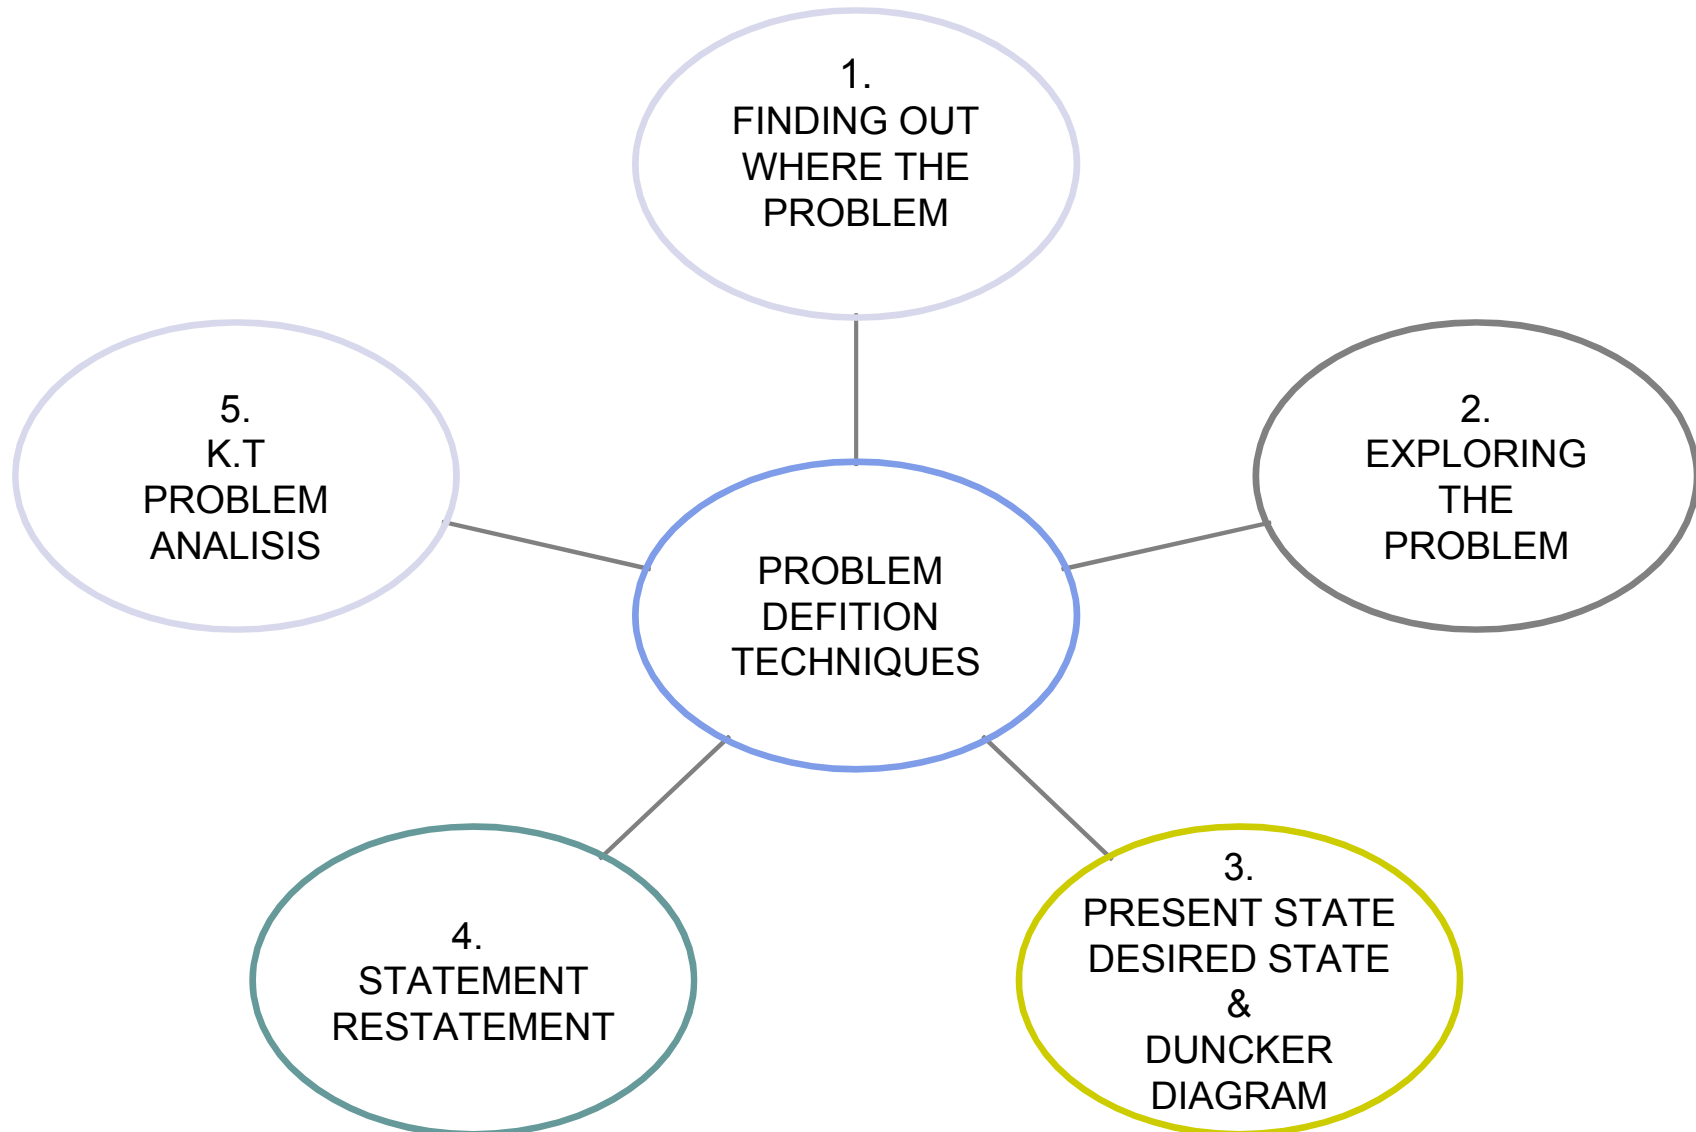 1.
FINDING OUT
WHERE THE
PROBLEM
2.
EXPLORING
THE
PROBLEM
3.
PRESENT STATE
DESIRED STATE
&
DUNCKER
DIAGRAM
4.
STATEMENT
RESTATEMENT
5.
K.T
PROBLEM
ANALISIS
PROBLEM
DEFITION
TECHNIQUES